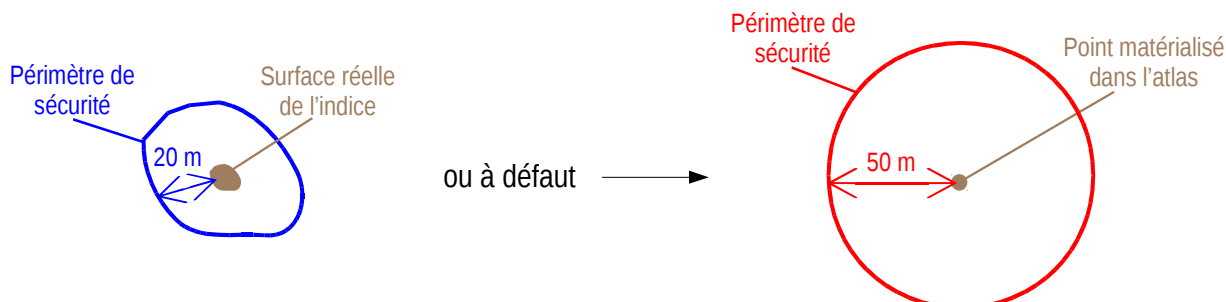 Périmètre de
sécurité
Surface réelle
de l'indice
20 m
ou à défaut
Périmètre de
sécurité
Point matérialisé
dans l'atlas
50 m